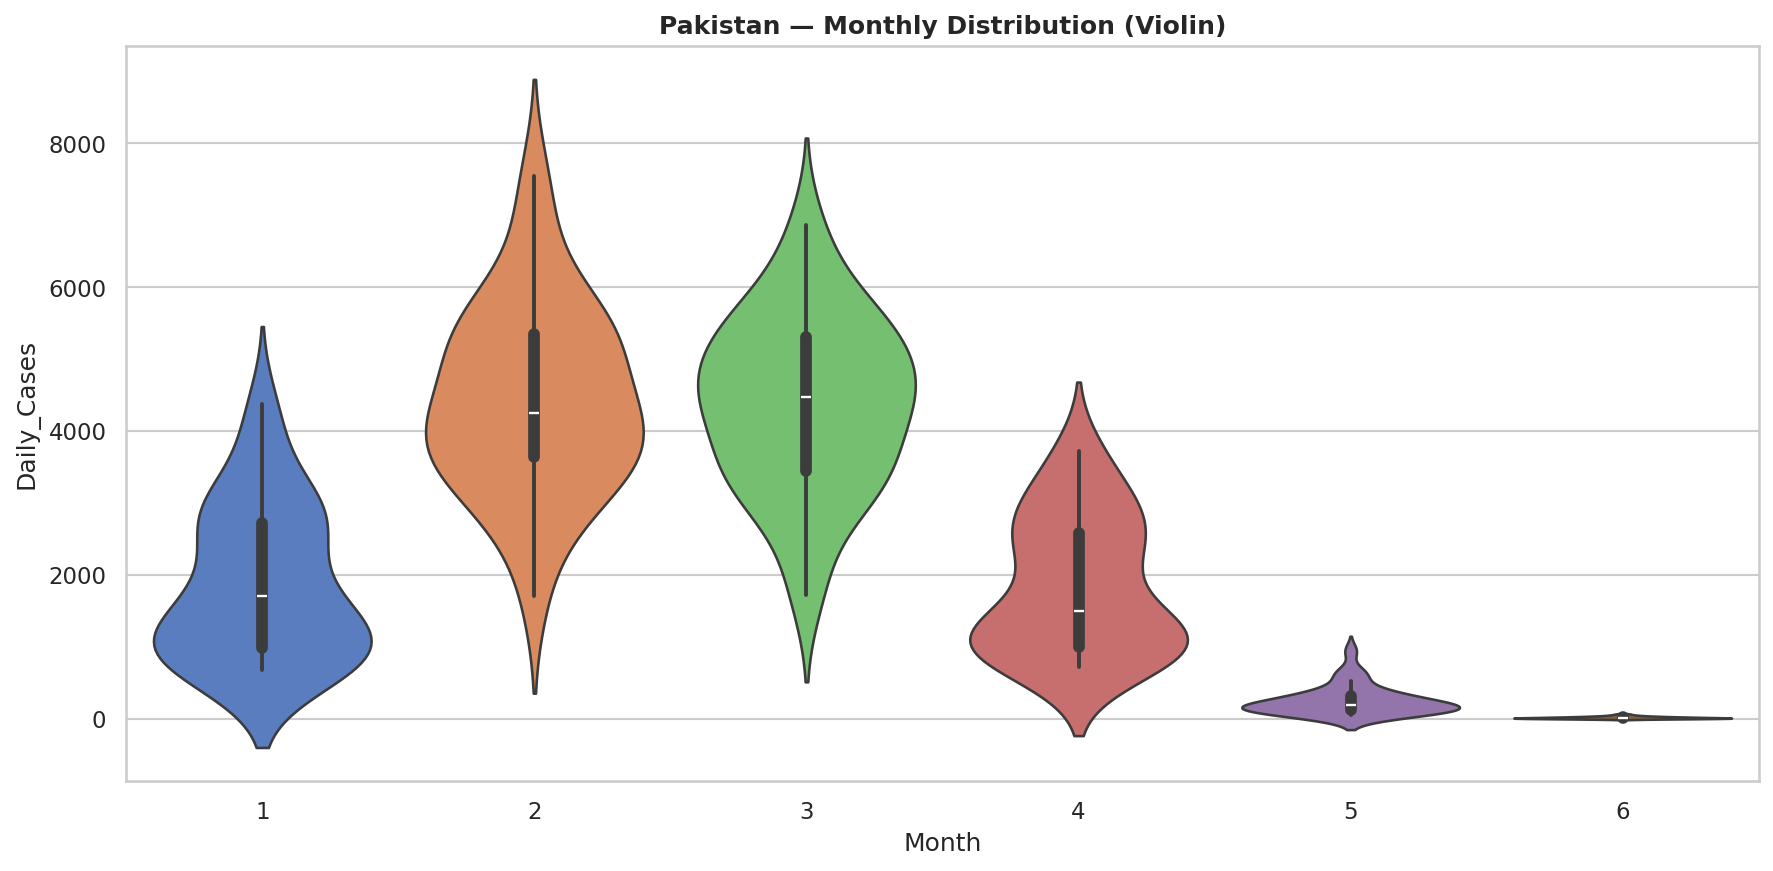 Pakistan — Monthly Distribution (Violin)
Daily_Cases
8000
6000
4000
2000
0
1 2 3 4 5 6
Month